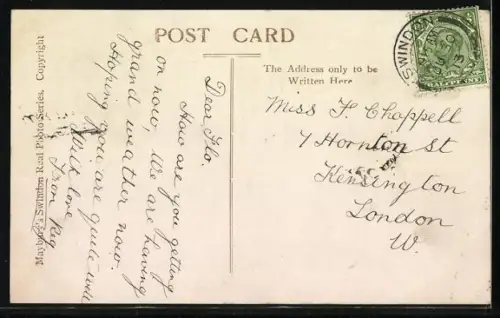 POST CARD
The Address only to be
Written Here
Mayborg's Swindon Real Photo Series. Copyright
Dear Flo.
How are you getting
on now, We are having
grand weather now.
Hoping you are quite well
With love
from Reg
Miss F. Chappell
7 Hornton St
Kensington
London
W.
SWINDON